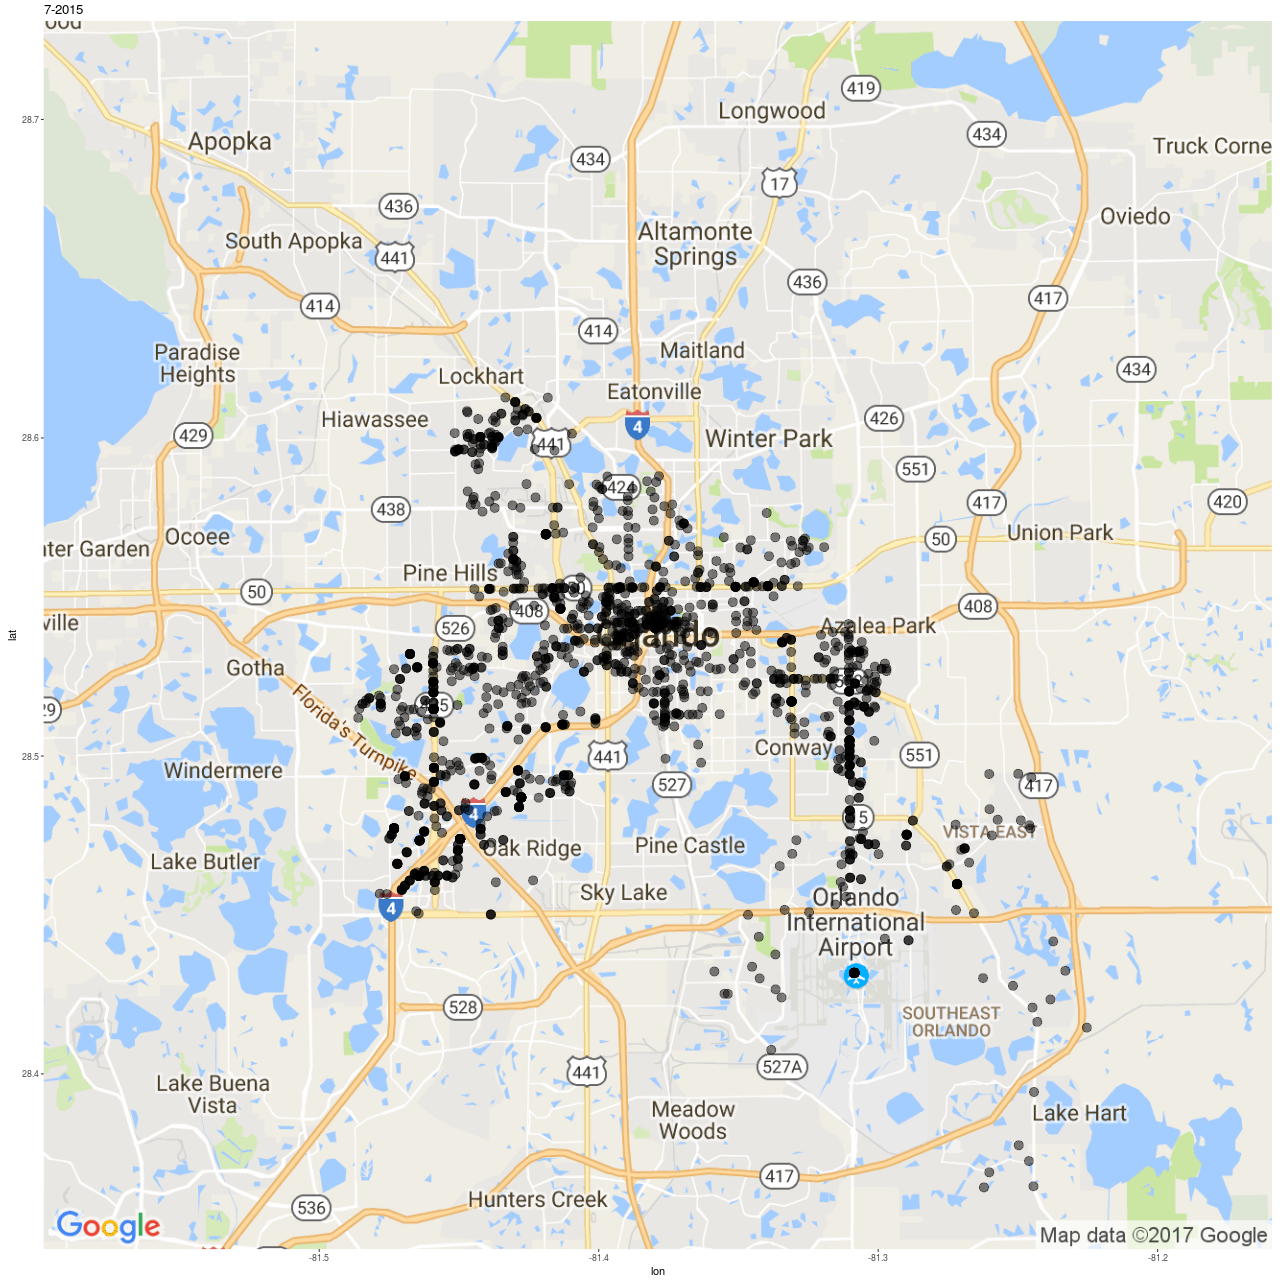 7-2015
ood
419
Longwood
434
Apopka
434
Truck Corne
17
436
Oviedo
South Apopka
Altamonte
Springs
441
436
417
414
414
Paradise
Heights
Maitland
434
Lockhart
Eatonville
Hiawassee
426
4
429
441
Winter Park
551
424
438
417
420
Ocoee
50
Union Park
ater Garden
Pine Hills
50
408
408
ville
526
Azalea Park
Orlando
Gotha
29
Florida's Turnpike
Conway
441
551
Windermere
527
417
4
15
VISTA EAST
Oak Ridge
Pine Castle
Lake Butler
Sky Lake
Orlando
International
Airport
4
528
SOUTHEAST
ORLANDO
527A
441
Lake Buena
Vista
Meadow
Woods
Lake Hart
417
Hunters Creek
536
Google
Map data ©2017 Google
28.7
28.6
28.5
28.4
lat
-81.5
-81.4
-81.3
-81.2
lon